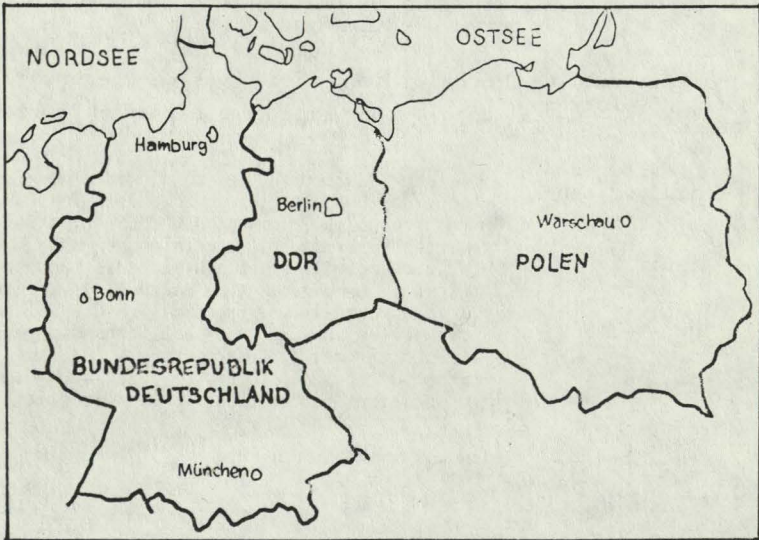 NORDSEE
OSTSEE
Hamburg
Berlin
Warschau
DDR
POLEN
Bonn
BUNDESREPUBLIK
DEUTSCHLAND
München